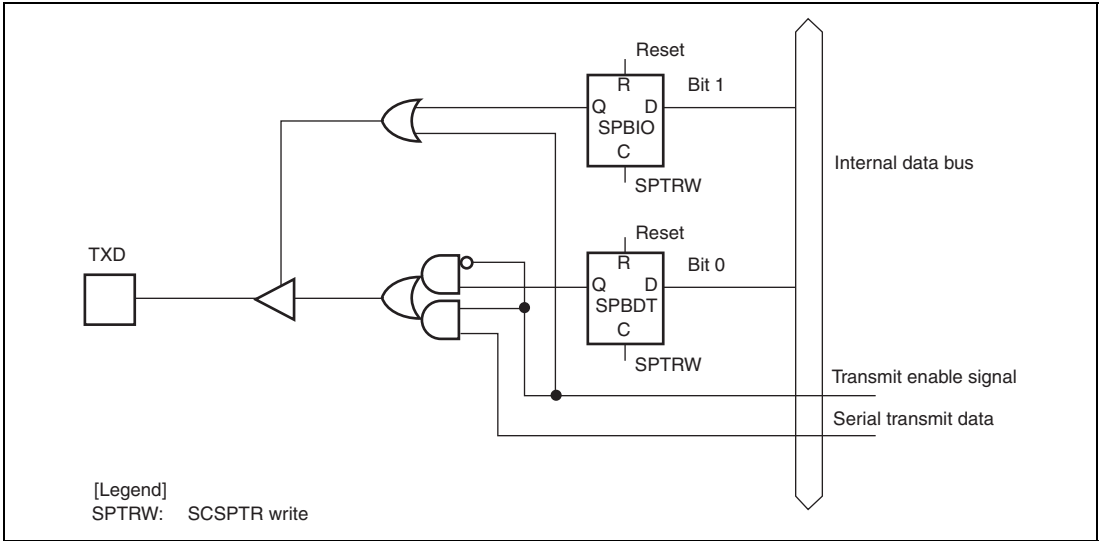 Reset
R
Bit 1
Q D
SPBIO
C
SPTRW
Internal data bus
Reset
TXD
R
Bit 0
Q D
SPBDT
C
SPTRW
Transmit enable signal
Serial transmit data
[Legend]
SPTRW: SCSPTR write